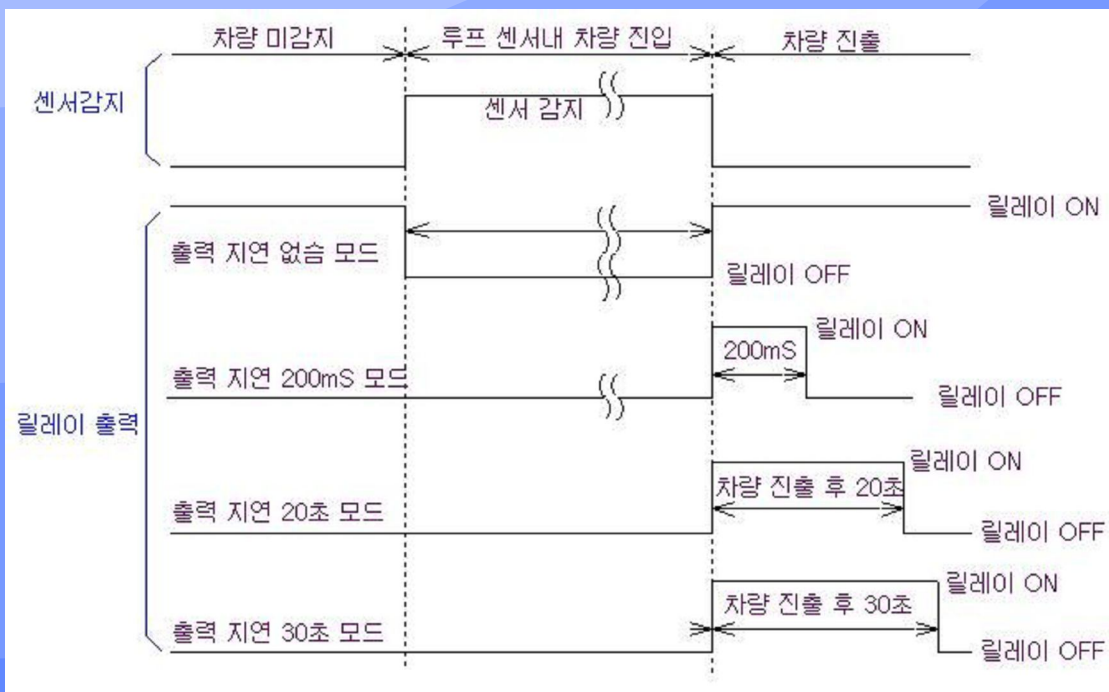 차량 미감지
루프 센서내 차량 진입
차량 진출
센서감지
센서 감지
릴레이 ON
출력 지연 없슴 모드
릴레이 OFF
릴레이 ON
200mS
출력 지연 200mS 모드
릴레이 OFF
릴레이 출력
릴레이 ON
차량 진출 후 20초
출력 지연 20초 모드
릴레이 OFF
릴레이 ON
차량 진출 후 30초
출력 지연 30초 모드
릴레이 OFF